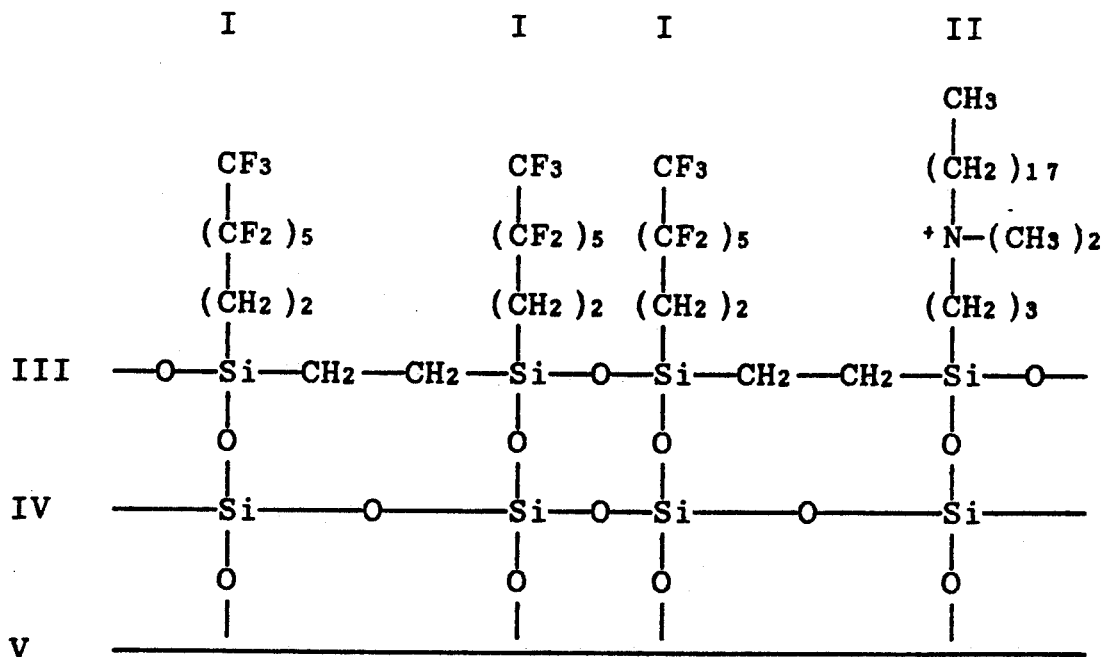 I I I II
CH3
CF3 CF3 CF3 (CH2)17
(CF2)5 (CF2)5 (CF2)5 +N—(CH3)2
(CH2)2 (CH2)2 (CH2)2 (CH2)3
III —O—Si—CH2—CH2—Si—O—Si—CH2—CH2—Si—O—
O O O O
IV —Si—O—Si—O—Si—O—Si—
O O O O
V